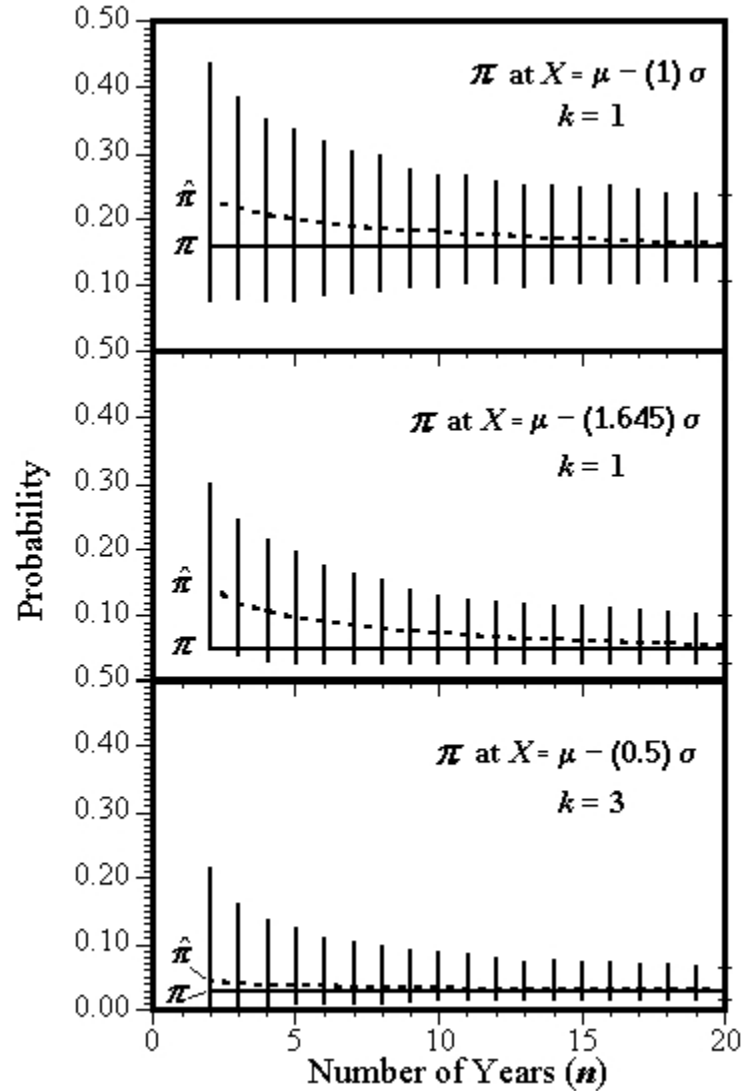 0.50
π at X = μ − (1) σ
0.40
k = 1
0.30
π̂
0.20
π
0.10
0.50
0.40
π at X = μ − (1.645) σ
k = 1
0.30
0.20
π̂
0.10
π
0.50
π at X = μ − (0.5) σ
0.40
k = 3
0.30
0.20
0.10
π̂
π
0.00
0 5 10 15 20
Number of Years (n)
Probability